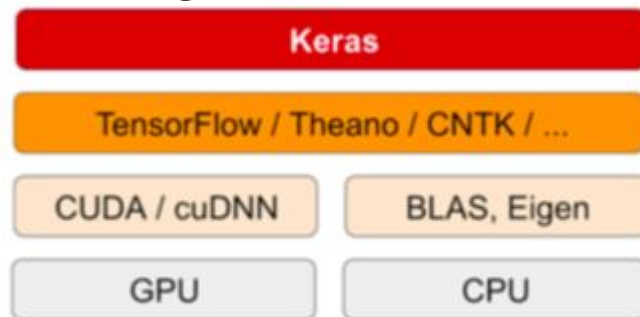 Keras
TensorFlow / Theano / CNTK / ...
CUDA / cuDNN
BLAS, Eigen
GPU
CPU